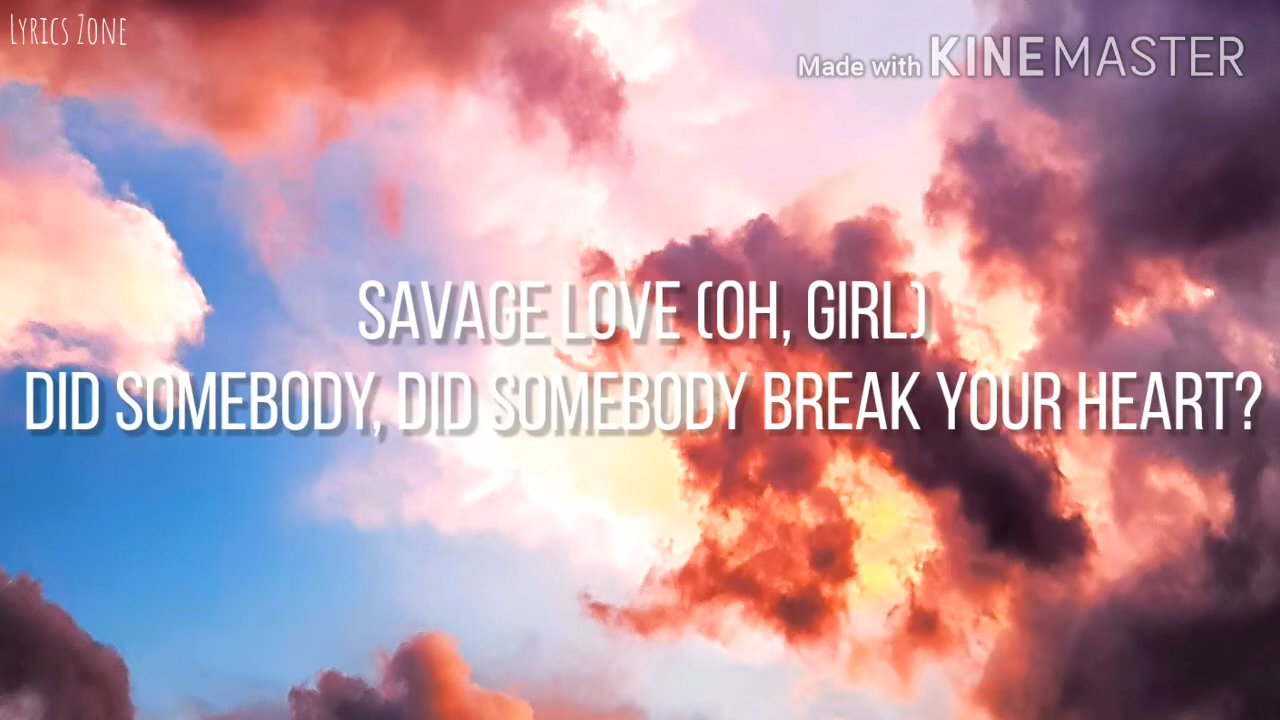 LYRICS ZONE
Made with KINEMASTER
SAVAGE LOVE (OH, GIRL)
DID SOMEBODY, DID SOMEBODY BREAK YOUR HEART?